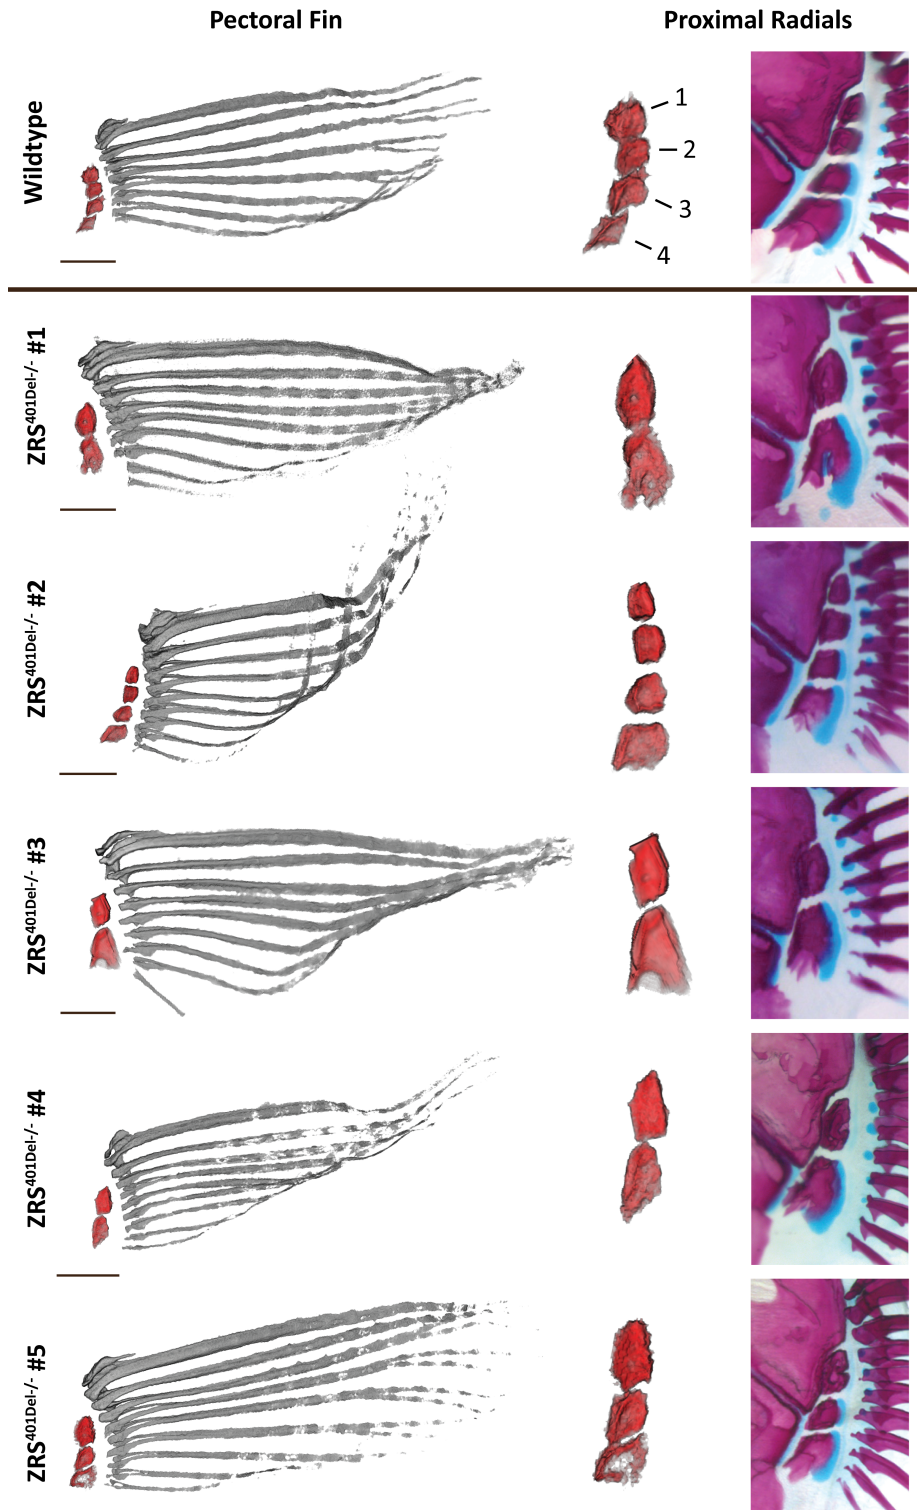 Pectoral Fin
Proximal Radials
Wildtype
1
2
3
4
ZRS401Del-/- #1
ZRS401Del-/- #2
ZRS401Del-/- #3
ZRS401Del-/- #4
ZRS401Del-/- #5